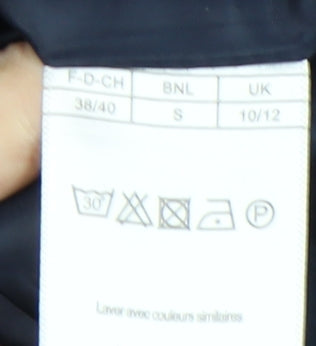 F-D-CH BNL UK
38/40 S 10/12
30° P
Laver avec couleurs similaires